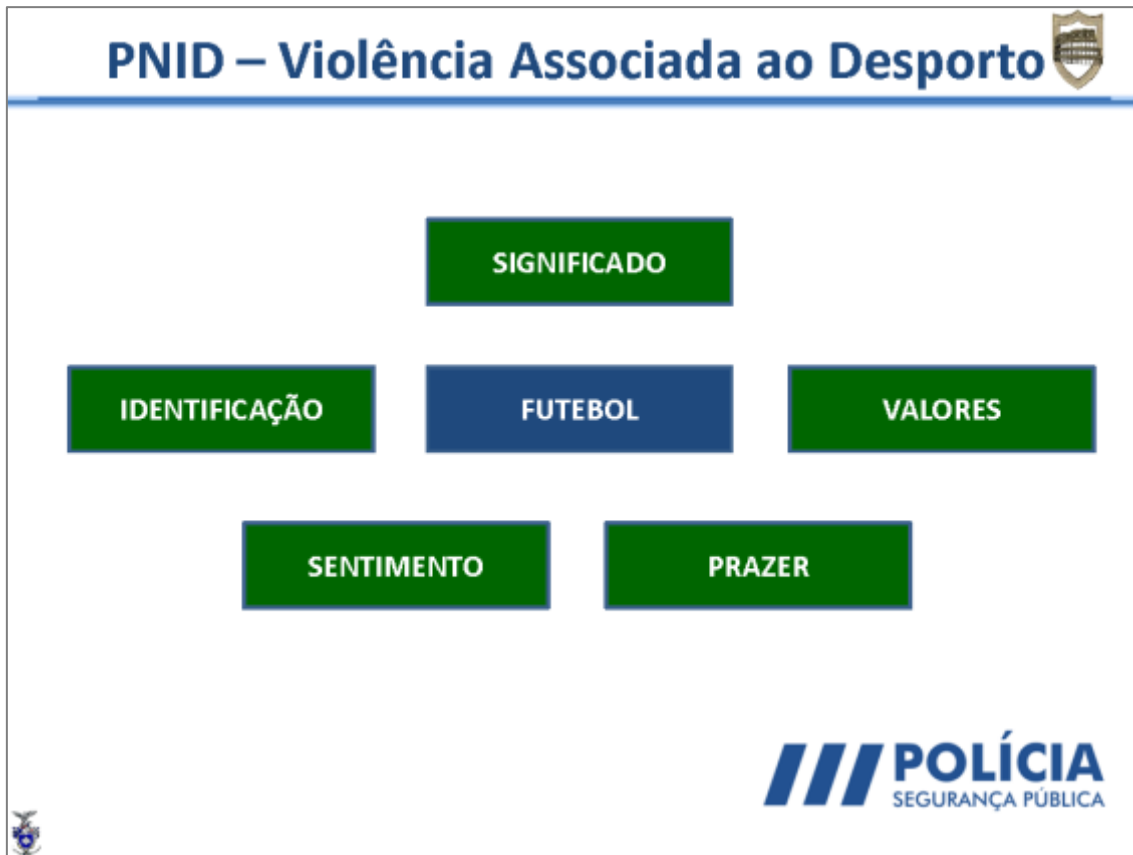 PNID – Violência Associada ao Desporto
SIGNIFICADO
IDENTIFICAÇÃO
FUTEBOL
VALORES
SENTIMENTO
PRAZER
POLÍCIA
SEGURANÇA PÚBLICA